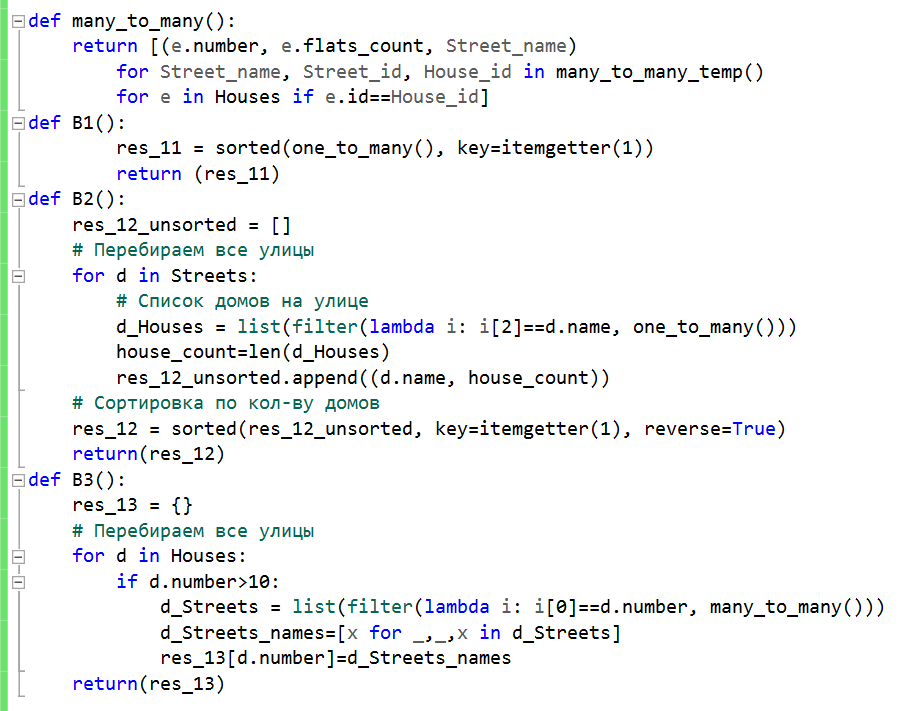 def many_to_many():
    return [(e.number, e.flats_count, Street_name)
        for Street_name, Street_id, House_id in many_to_many_temp()
        for e in Houses if e.id==House_id]
def B1():
        res_11 = sorted(one_to_many(), key=itemgetter(1))
        return (res_11)
def B2():
    res_12_unsorted = []
    # Перебираем все улицы
    for d in Streets:
        # Список домов на улице
        d_Houses = list(filter(lambda i: i[2]==d.name, one_to_many()))
        house_count=len(d_Houses)
        res_12_unsorted.append((d.name, house_count))
    # Сортировка по кол-ву домов
    res_12 = sorted(res_12_unsorted, key=itemgetter(1), reverse=True)
    return(res_12)
def B3():
    res_13 = {}
    # Перебираем все улицы
    for d in Houses:
        if d.number>10:
            d_Streets = list(filter(lambda i: i[0]==d.number, many_to_many()))
            d_Streets_names=[x for _,_,x in d_Streets]
            res_13[d.number]=d_Streets_names
    return(res_13)